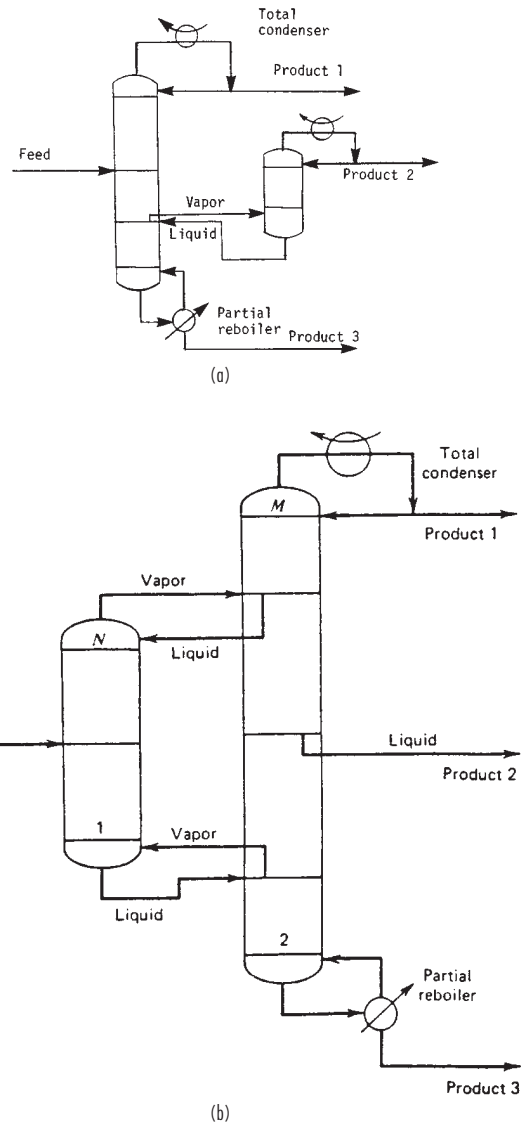 Total
condenser
Product 1
Feed
Product 2
Vapor
Liquid
Partial
reboiler
Product 3
(a)
Total
condenser
M
Product 1
Vapor
N
Liquid
Liquid
Product 2
1
Vapor
Liquid
2
Partial
reboiler
Product 3
(b)